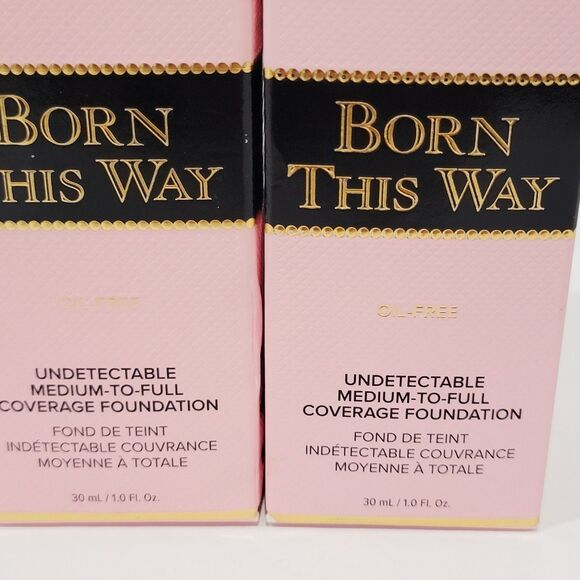 BORN
THIS WAY
OIL-FREE
UNDETECTABLE
MEDIUM-TO-FULL
COVERAGE FOUNDATION
FOND DE TEINT
INDÉTECTABLE COUVRANCE
MOYENNE À TOTALE
30 mL / 1.0 Fl. Oz.
BORN
THIS WAY
OIL-FREE
UNDETECTABLE
MEDIUM-TO-FULL
COVERAGE FOUNDATION
FOND DE TEINT
INDÉTECTABLE COUVRANCE
MOYENNE À TOTALE
30 mL / 1.0 Fl. Oz.